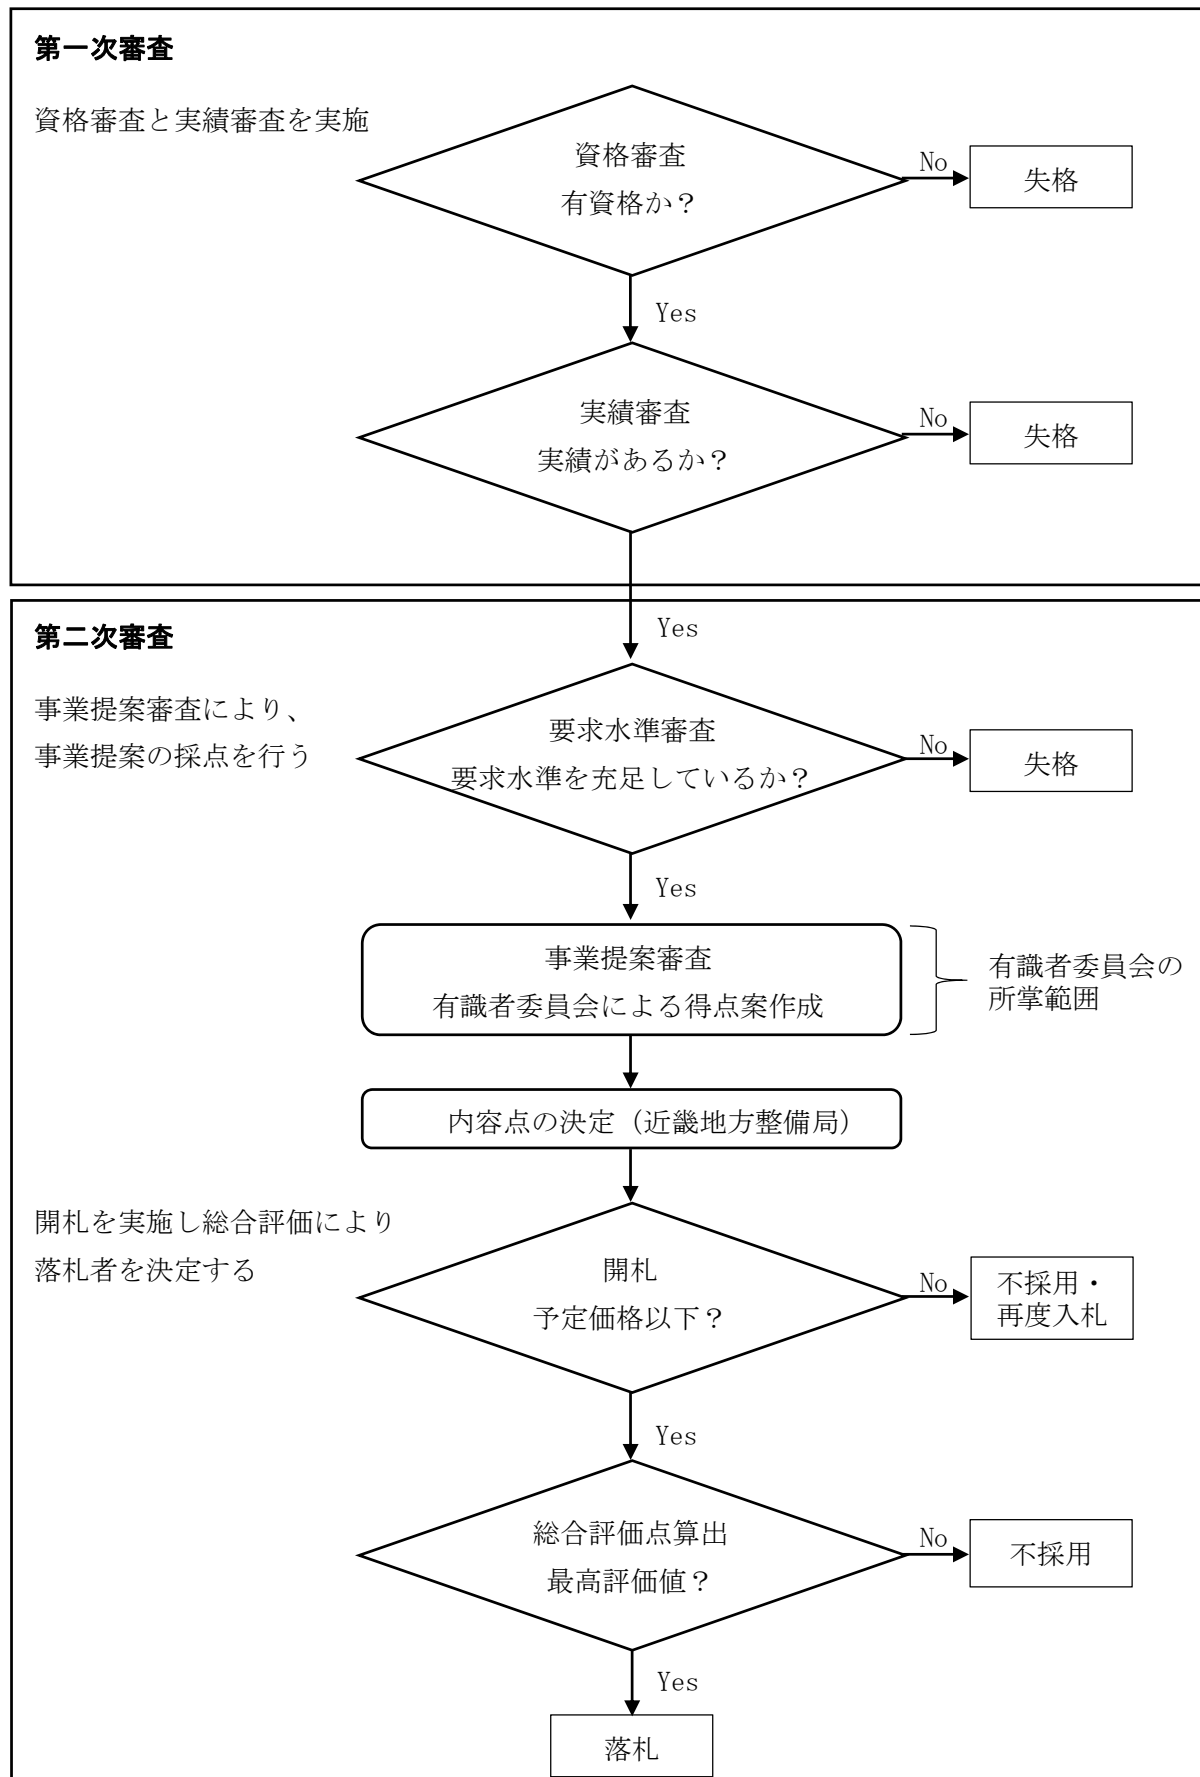 第一次審査
資格審査と実績審査を実施
資格審査
有資格か？
No
失格
Yes
実績審査
実績があるか？
No
失格
Yes
第二次審査
事業提案審査により、
事業提案の採点を行う
要求水準審査
要求水準を充足しているか？
No
失格
Yes
事業提案審査
有識者委員会による得点案作成
有識者委員会の
所掌範囲
内容点の決定（近畿地方整備局）
開札を実施し総合評価により
落札者を決定する
開札
予定価格以下？
No
不採用・
再度入札
Yes
総合評価点算出
最高評価値？
No
不採用
Yes
落札